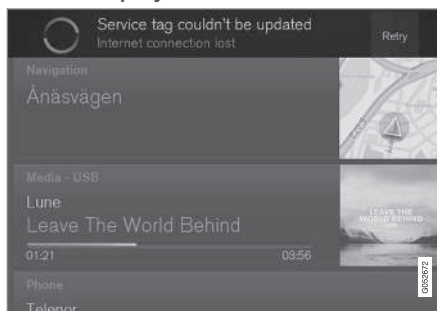 Service tag couldn't be updated
Internet connection lost
Retry
Navigation
Ånäsvägen
Media - USB
Lune
Leave The World Behind
01:21
03:56
LEAVE THE
WORLD BEHIND
Phone
Telenor
G052672